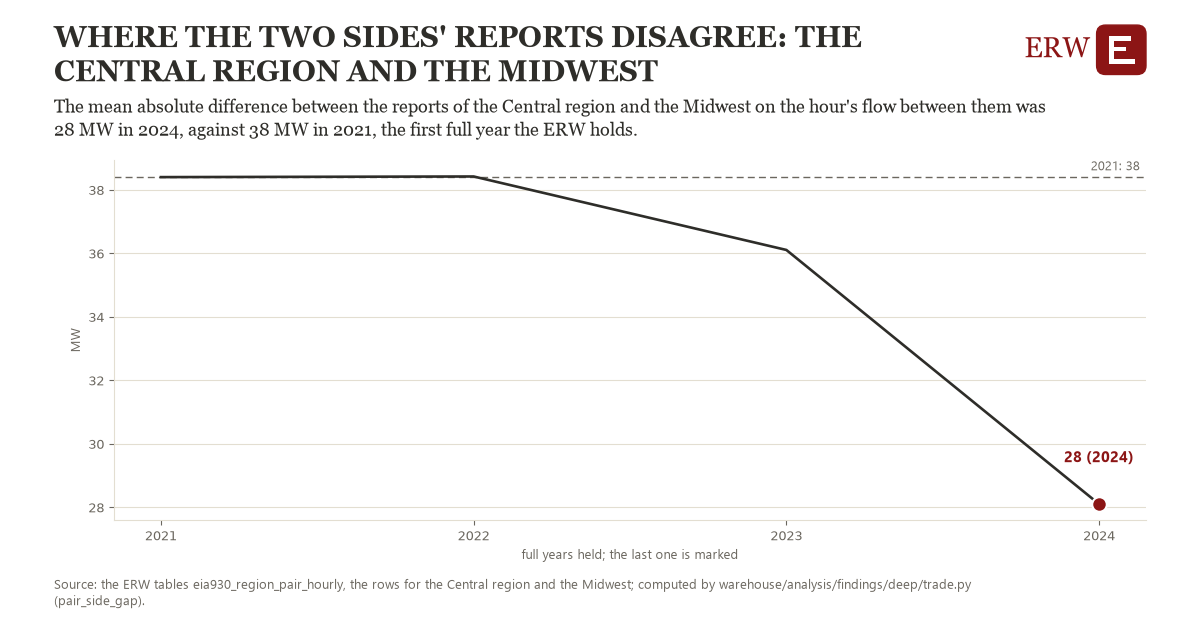 WHERE THE TWO SIDES' REPORTS DISAGREE: THE
CENTRAL REGION AND THE MIDWEST
ERW E
The mean absolute difference between the reports of the Central region and the Midwest on the hour's flow between them was
28 MW in 2024, against 38 MW in 2021, the first full year the ERW holds.
2021: 38
38
36
34
32
30
28
MW
28 (2024)
2021 2022 2023 2024
full years held; the last one is marked
Source: the ERW tables eia930_region_pair_hourly, the rows for the Central region and the Midwest; computed by warehouse/analysis/findings/deep/trade.py
(pair_side_gap).